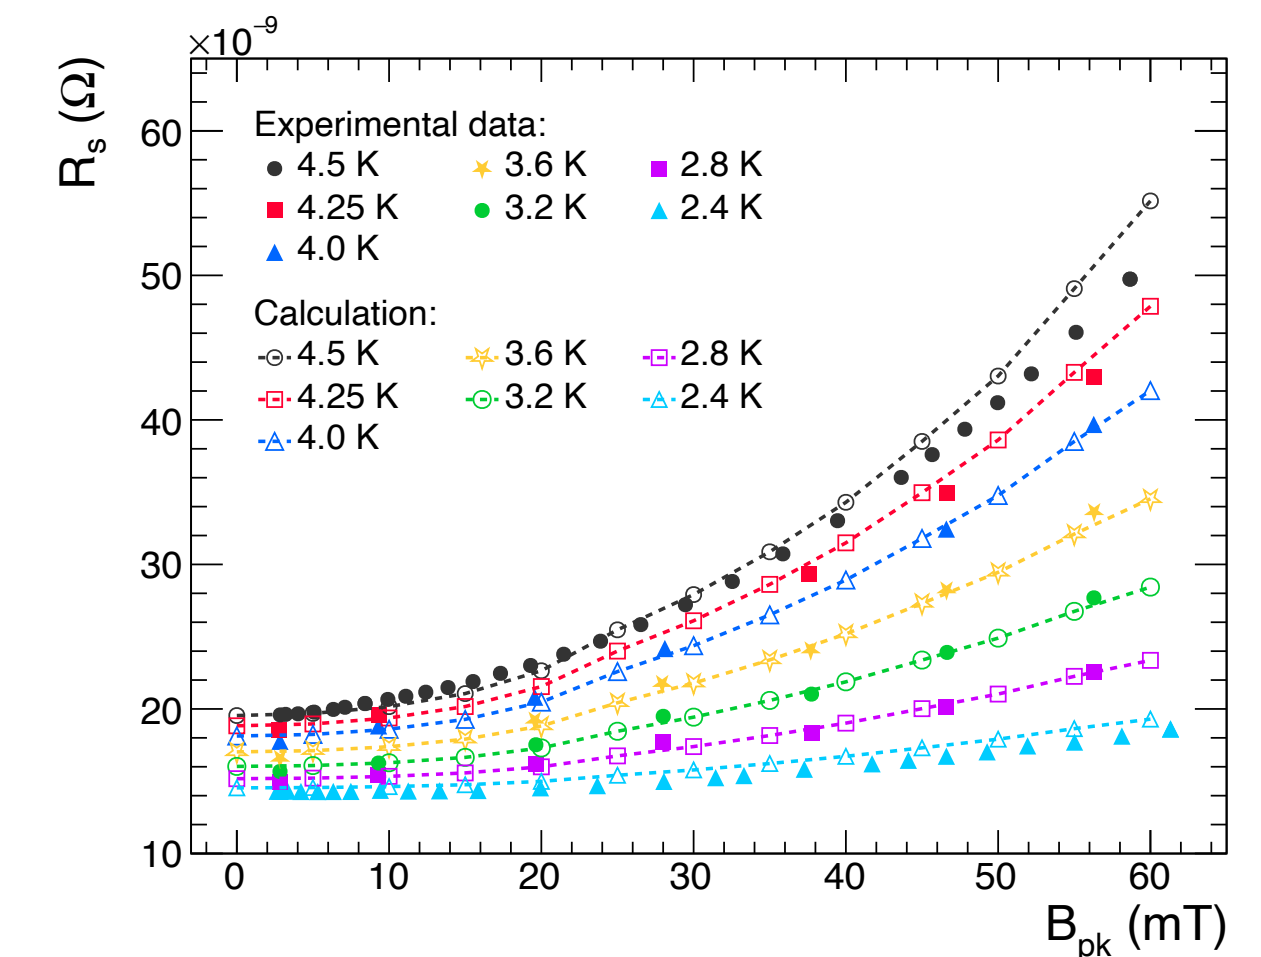 ×10⁻⁹
R_s (Ω)
Experimental data:
4.5 K 3.6 K 2.8 K
4.25 K 3.2 K 2.4 K
4.0 K
Calculation:
4.5 K 3.6 K 2.8 K
4.25 K 3.2 K 2.4 K
4.0 K
60
50
40
30
20
10
0 10 20 30 40 50 60
B_pk (mT)